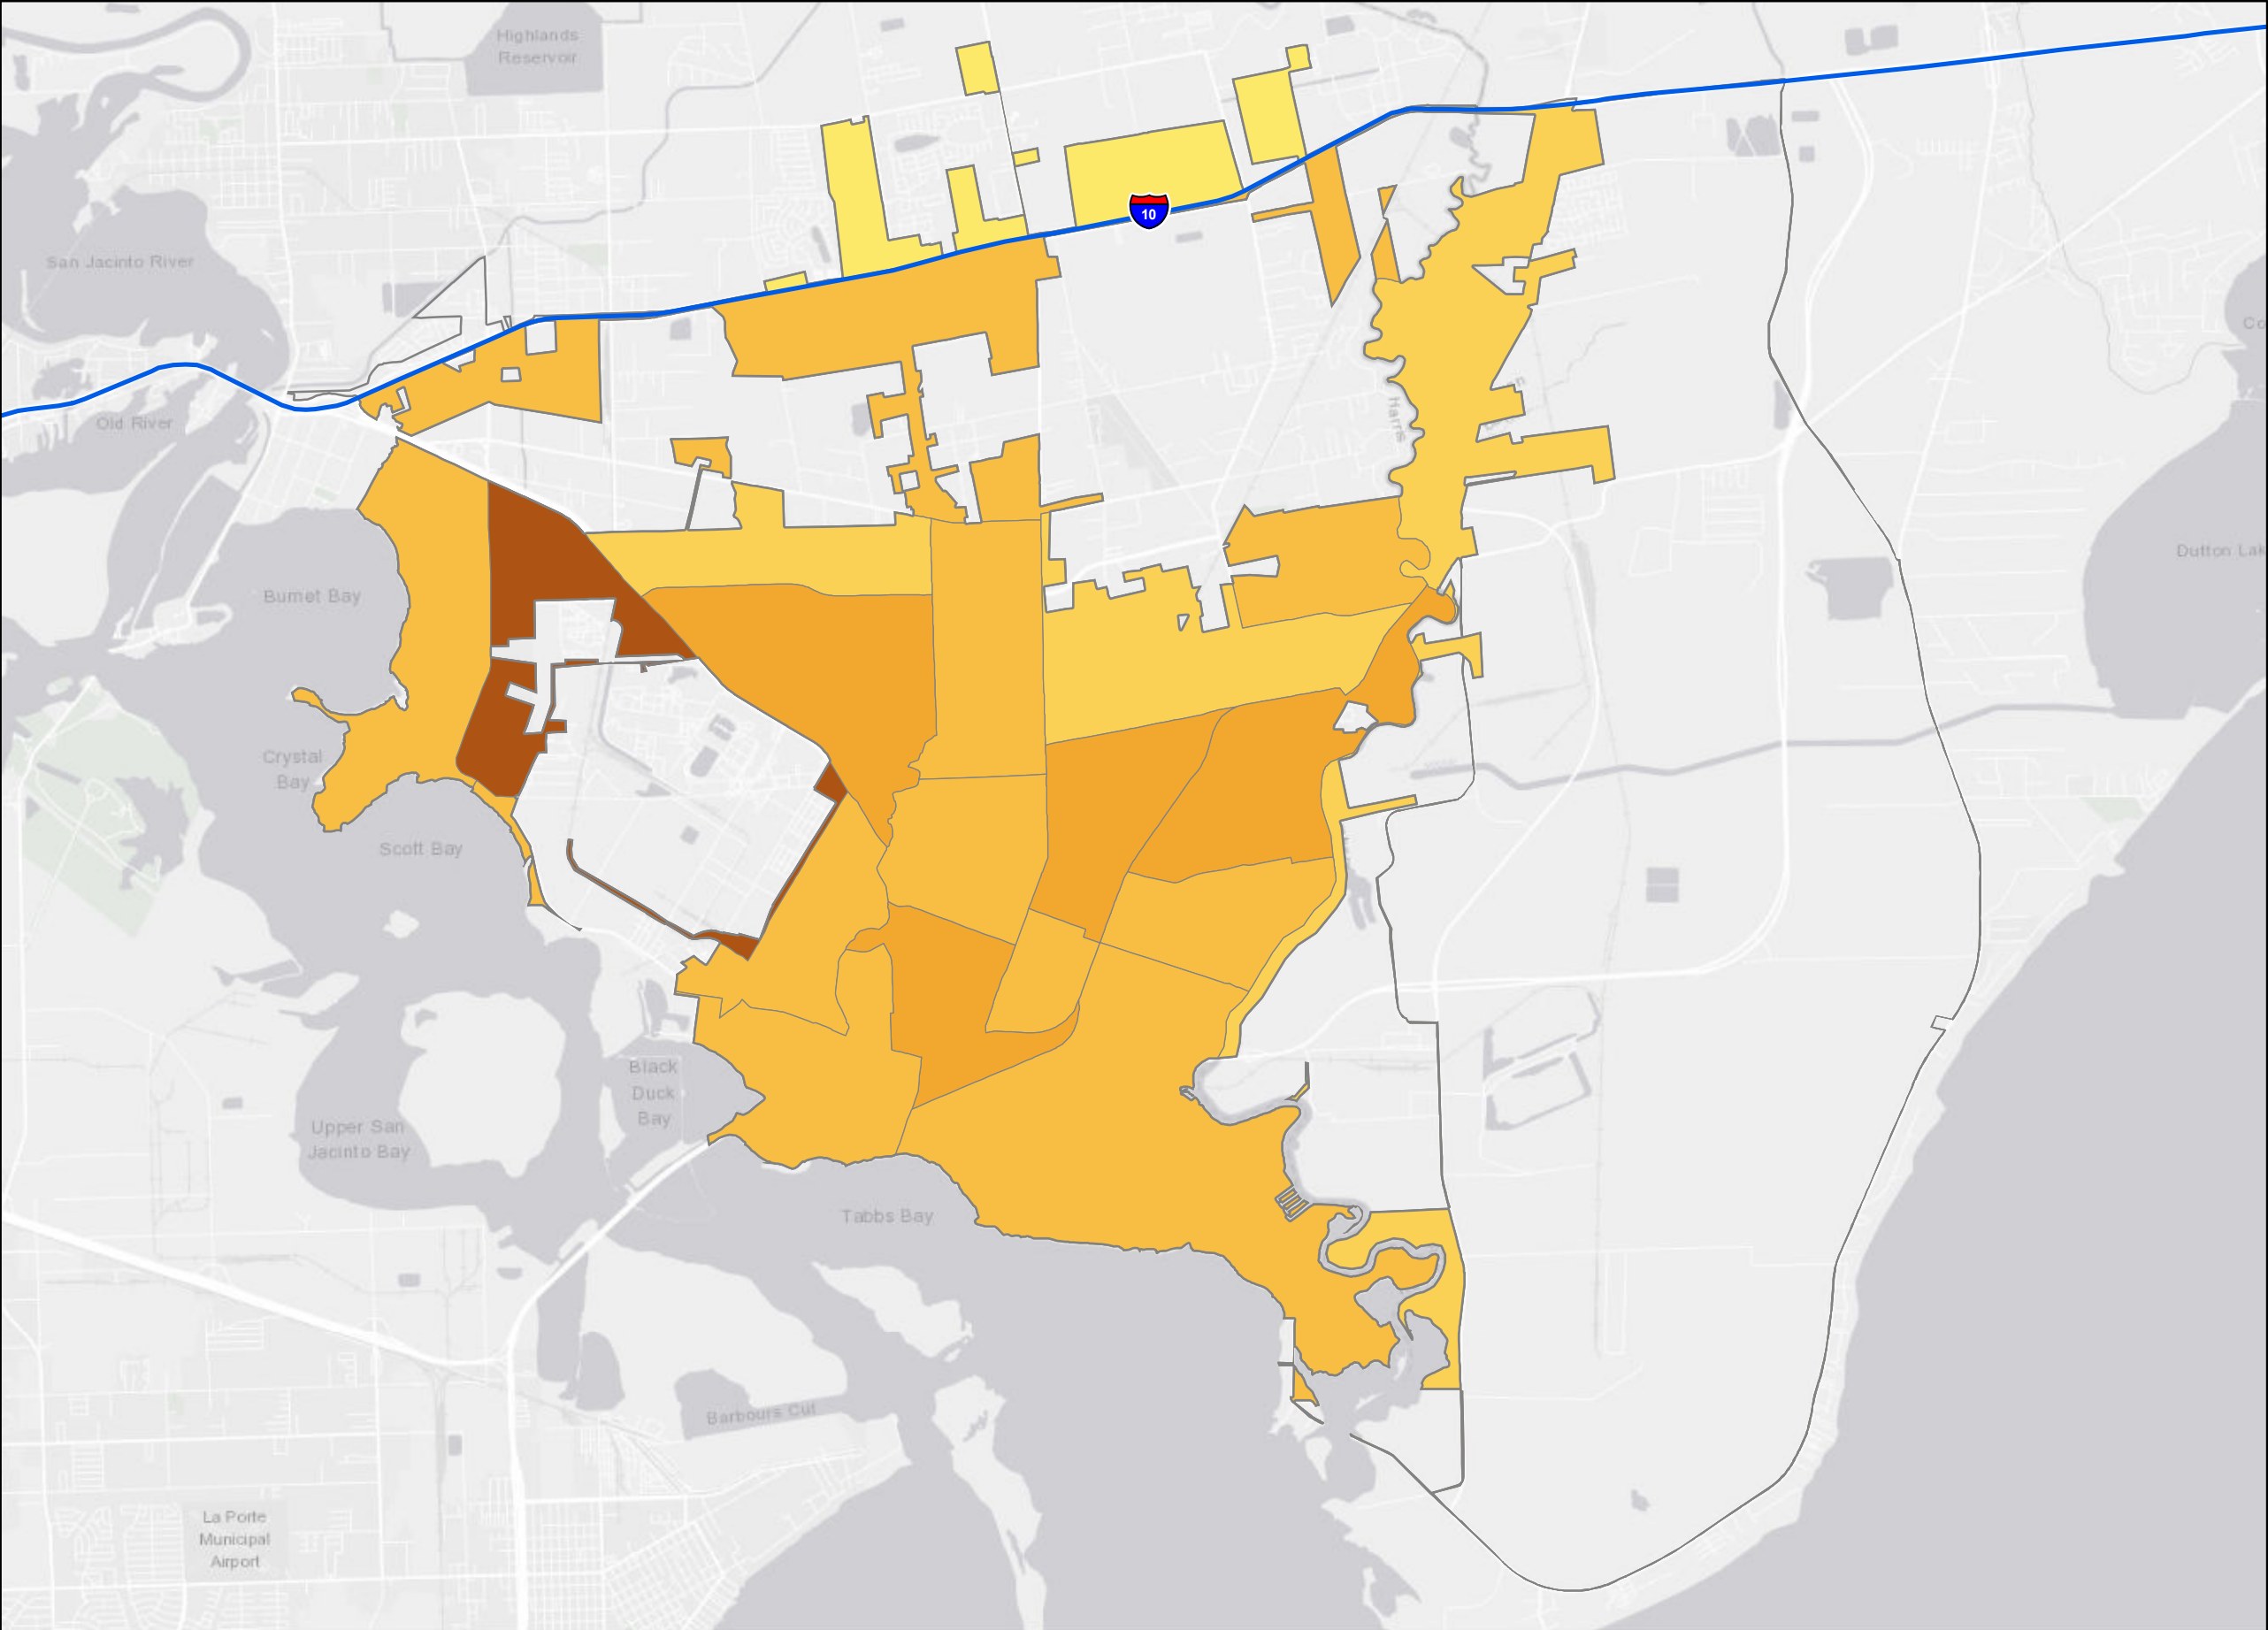 Highlands
Reservoir
10
San Jacinto River
Co
Old River
Harris
Dutton Lak
Burnet Bay
Crystal
Bay
Scott Bay
Black
Duck
Bay
Upper San
Jacinto Bay
Tabbs Bay
Barbours Cut
La Porte
Municipal
Airport